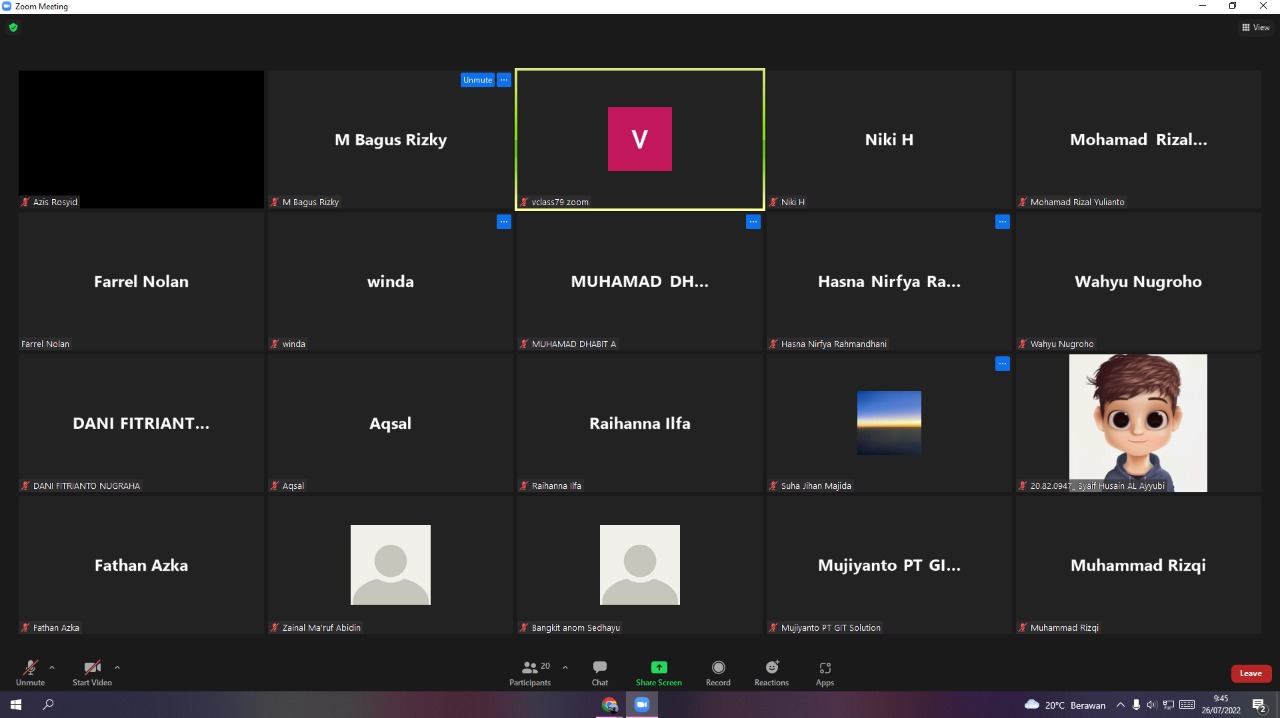 Zoom Meeting
View
Azis Rosyid
Unmute
M Bagus Rizky
M Bagus Rizky
V
vclass79 zoom
Niki H
Niki H
Mohamad Rizal...
Mohamad Rizal Yulianto
Farrel Nolan
Farrel Nolan
winda
winda
MUHAMAD DH...
MUHAMAD DHABIT A
Hasna Nirfya Ra...
Hasna Nirfya Rahmandhani
Wahyu Nugroho
Wahyu Nugroho
DANI FITRIANT...
DANI FITRIANTO NUGRAHA
Aqsal
Aqsal
Raihanna Ilfa
Raihanna Ilfa
Suha Jihan Majida
20.82.0947_ Syaif Husain AL Ayyubi
Fathan Azka
Fathan Azka
Zainal Ma'ruf Abidin
Bangkit anom Sedhayu
Mujiyanto PT GI...
Mujiyanto PT GIT Solution
Muhammad Rizqi
Muhammad Rizqi
Unmute
Start Video
20
Participants
Chat
Share Screen
Record
Reactions
Apps
Leave
20°C Berawan
9:45
26/07/2022
2